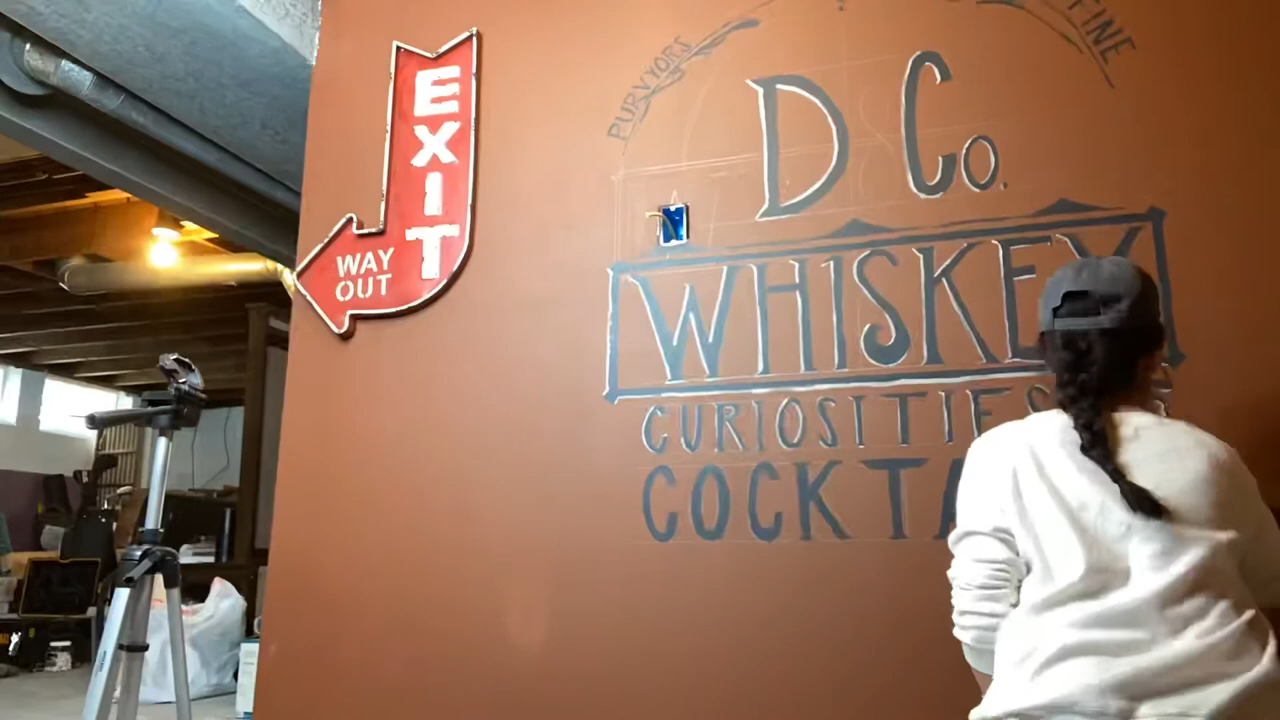 EXIT
WAY
OUT
PURVYORS
FINE
D Co.
WHISKEY
CURIOSITIES
COCKTA